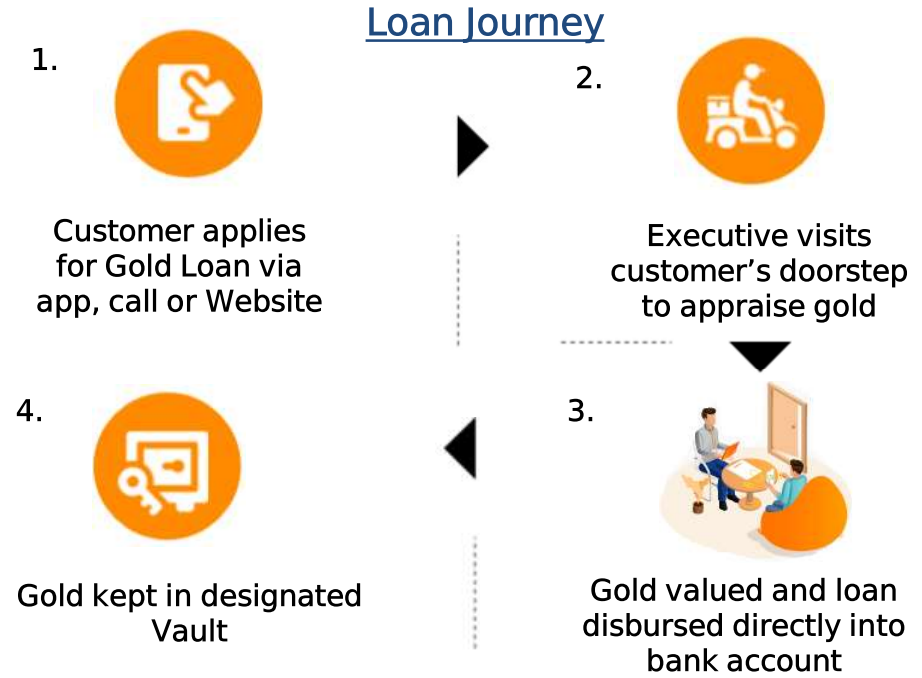 Loan Journey
1.
Customer applies
for Gold Loan via
app, call or Website
2.
Executive visits
customer’s doorstep
to appraise gold
3.
Gold valued and loan
disbursed directly into
bank account
4.
Gold kept in designated
Vault